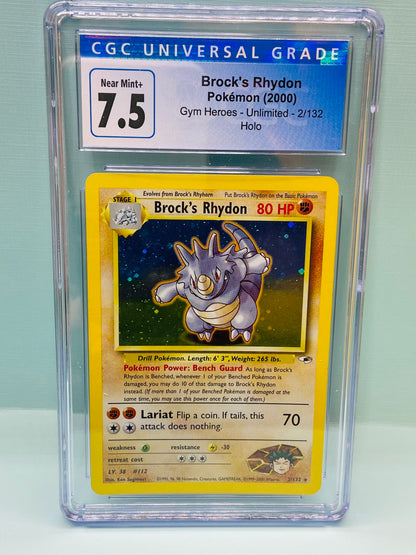 CGC UNIVERSAL GRADE
Near Mint+
7.5
Brock's Rhydon
Pokémon (2000)
Gym Heroes - Unlimited - 2/132
Holo
Evolves from Brock's Rhyhorn
Put Brock's Rhydon on the Basic Pokémon
STAGE 1
Brock's Rhydon 80 HP
Drill Pokémon. Length: 6' 3", Weight: 265 lbs.
Pokémon Power: Bench Guard As long as Brock's
Rhydon is Benched, whenever 1 of your Benched Pokémon is
damaged, you may do 10 of that damage to Brock's Rhydon
instead. (If more than 1 of your Benched Pokémon is damaged at the
same time, you may use this power once for each of them.)
Lariat Flip a coin. If tails, this
attack does nothing.
70
weakness
resistance
-30
retreat cost
LV. 38 #112
Illus. Ken Sugimori
2/132